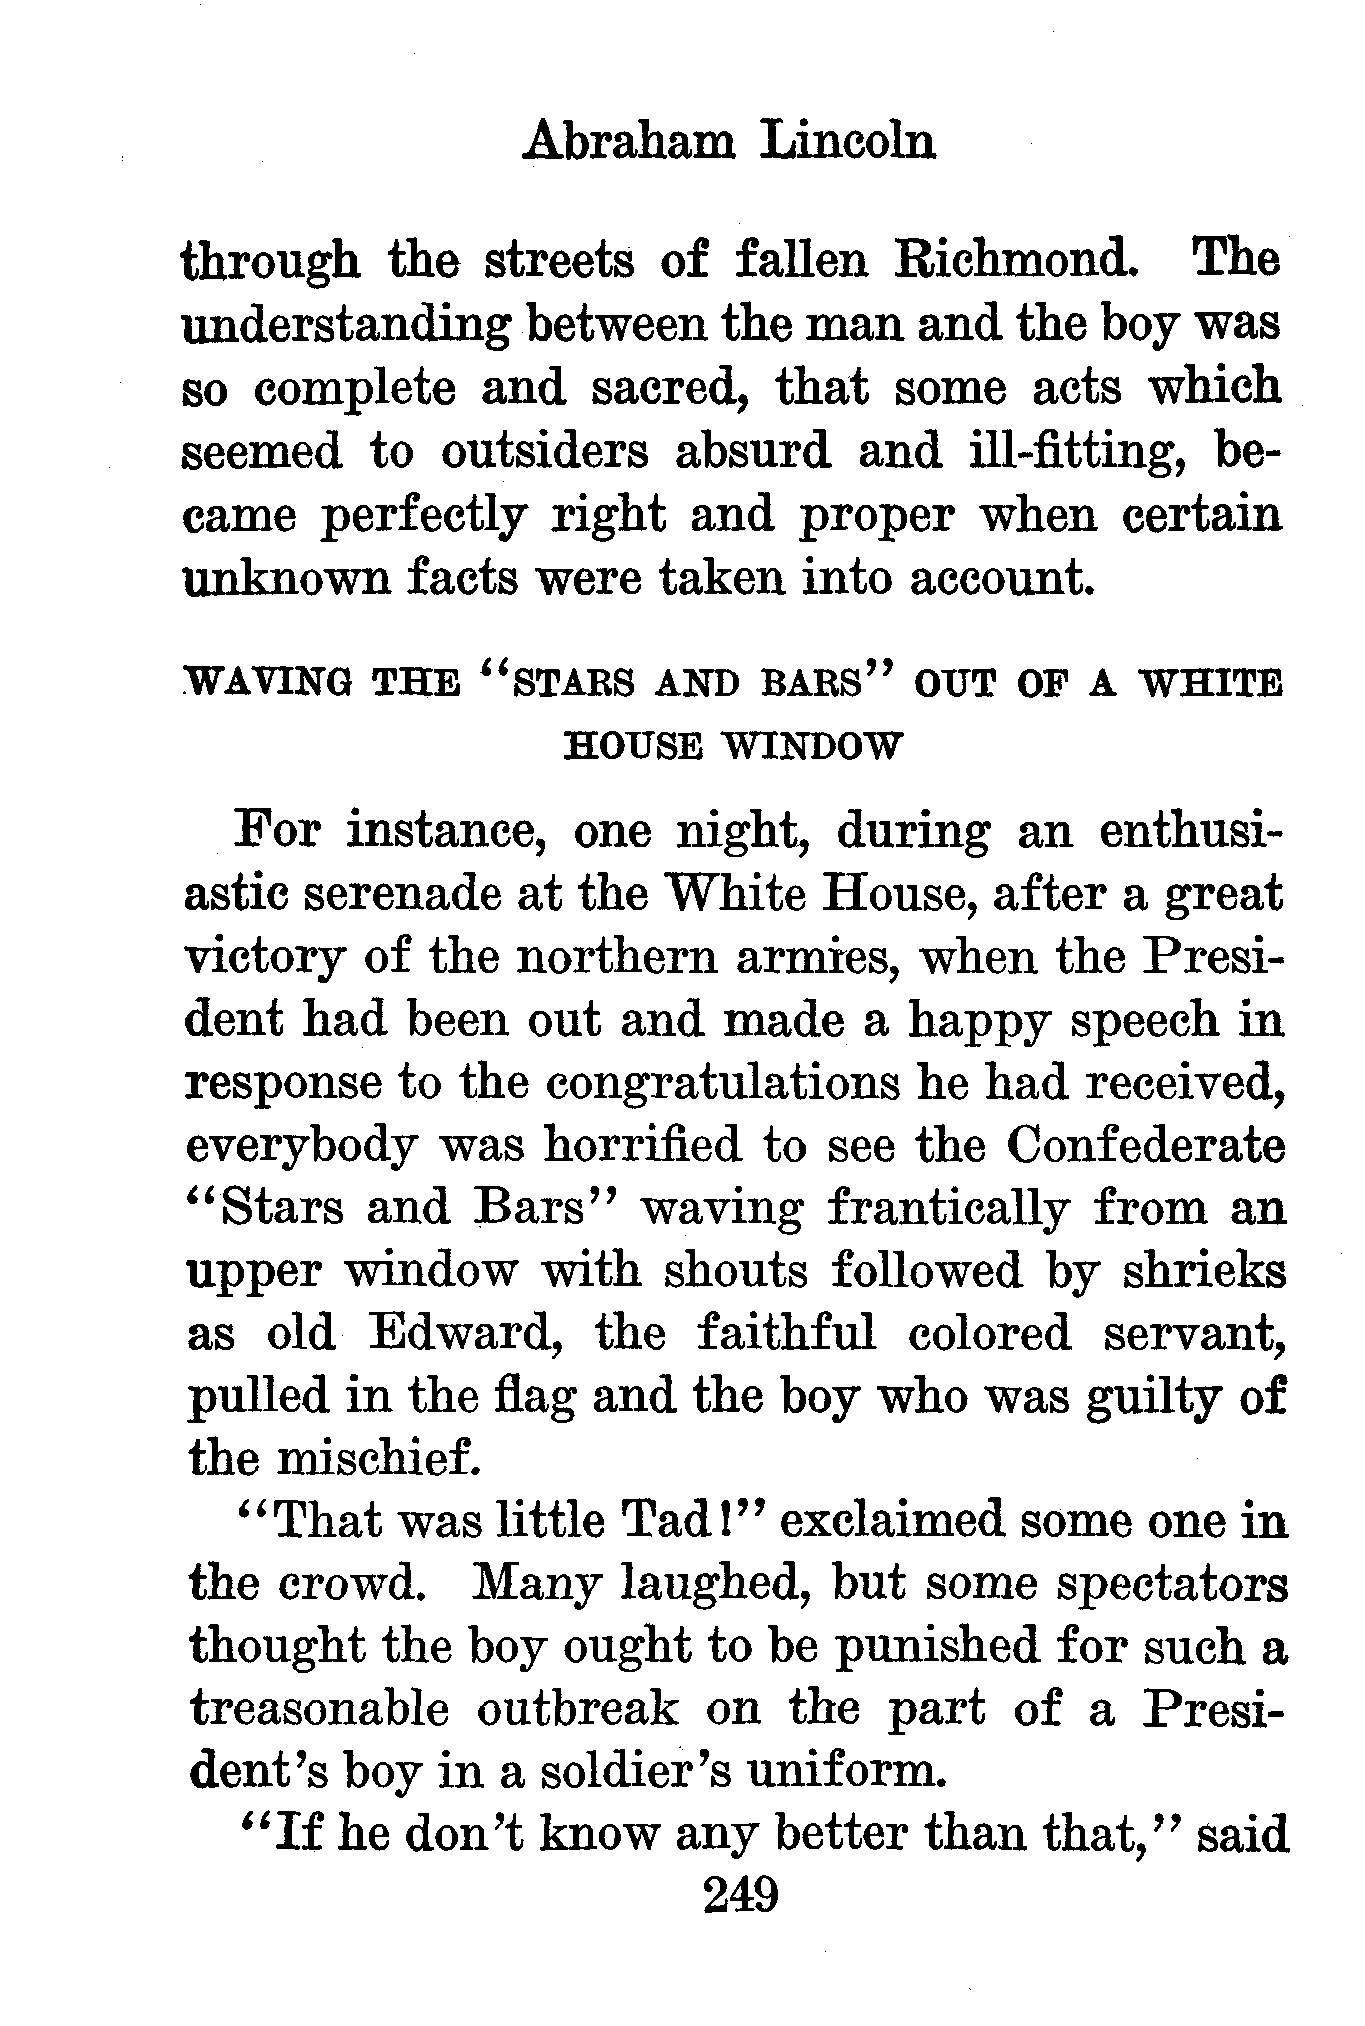 Abraham Lincoln
through the streets of fallen Richmond. The
understanding between the man and the boy was
so complete and sacred, that some acts which
seemed to outsiders absurd and ill-fitting, be-
came perfectly right and proper when certain
unknown facts were taken into account.
WAVING THE "STARS AND BARS" OUT OF A WHITE
HOUSE WINDOW
For instance, one night, during an enthusi-
astic serenade at the White House, after a great
victory of the northern armies, when the Presi-
dent had been out and made a happy speech in
response to the congratulations he had received,
everybody was horrified to see the Confederate
"Stars and Bars" waving frantically from an
upper window with shouts followed by shrieks
as old Edward, the faithful colored servant,
pulled in the flag and the boy who was guilty of
the mischief.
"That was little Tad!" exclaimed some one in
the crowd. Many laughed, but some spectators
thought the boy ought to be punished for such a
treasonable outbreak on the part of a Presi-
dent's boy in a soldier's uniform.
"If he don't know any better than that," said
249